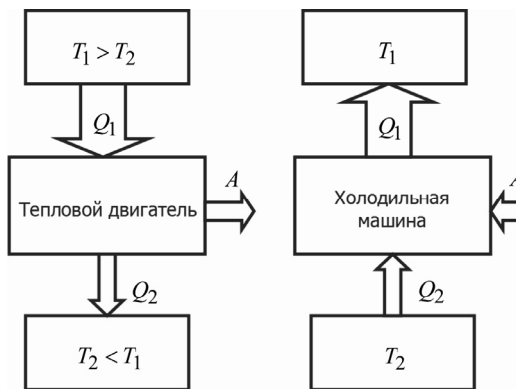 T₁ > T₂
Q₁
Тепловой двигатель
A
Q₂
T₂ < T₁
T₁
Q₁
Холодильная
машина
A
Q₂
T₂